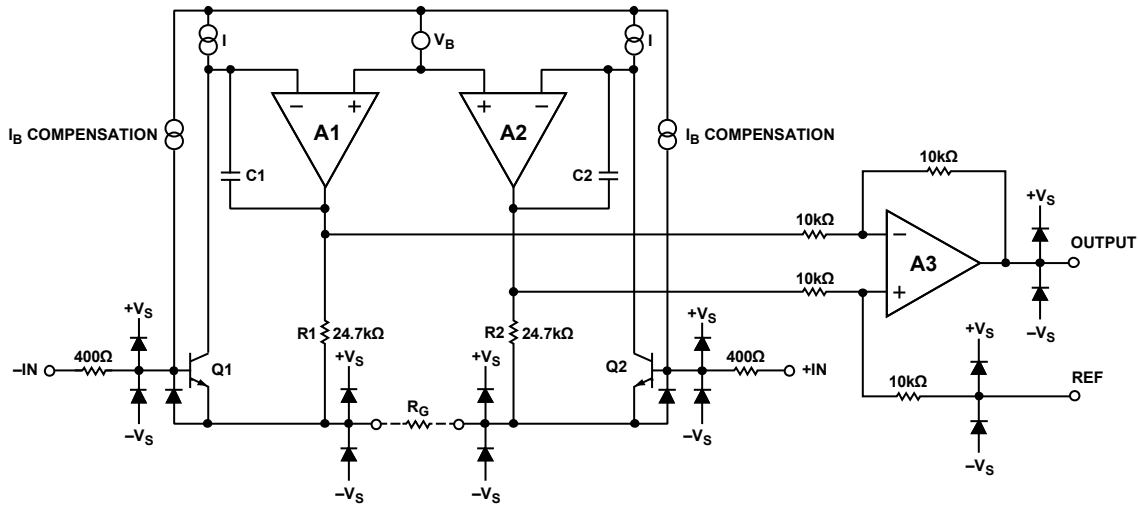 I
V_B
I
− +
+ −
A1
A2
I_B COMPENSATION
I_B COMPENSATION
C1
C2
10kΩ
10kΩ
+V_S
−
A3
OUTPUT
10kΩ
+
−V_S
R1 24.7kΩ
R2 24.7kΩ
+V_S
+V_S
+V_S
−IN
400Ω
Q1
+V_S
+V_S
Q2
400Ω
+IN
10kΩ
REF
R_G
−V_S
−V_S
−V_S
−V_S
−V_S